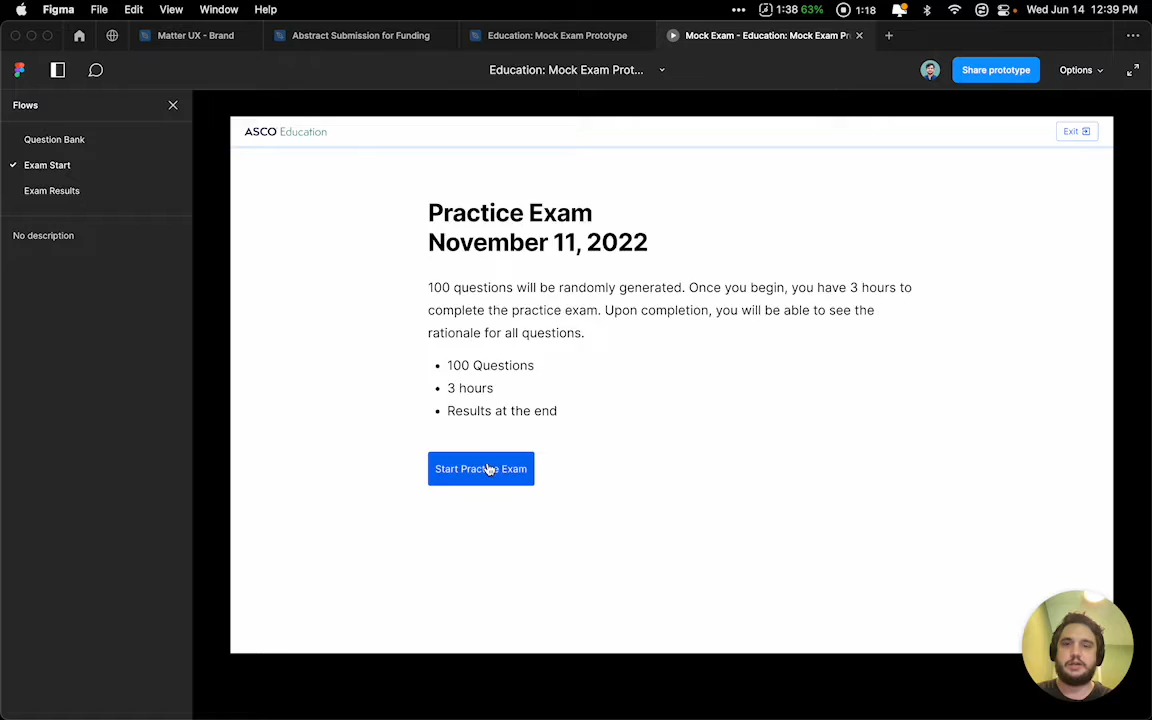 Figma File Edit View Window Help
1:38 63% 1:18 Wed Jun 14 12:39 PM
Matter UX - Brand
Abstract Submission for Funding
Education: Mock Exam Prototype
Mock Exam - Education: Mock Exam Pr
Education: Mock Exam Prot...
Share prototype
Options
Flows
Question Bank
Exam Start
Exam Results
No description
ASCO Education
Exit
Practice Exam
November 11, 2022
100 questions will be randomly generated. Once you begin, you have 3 hours to
complete the practice exam. Upon completion, you will be able to see the
rationale for all questions.
• 100 Questions
• 3 hours
• Results at the end
Start Practice Exam